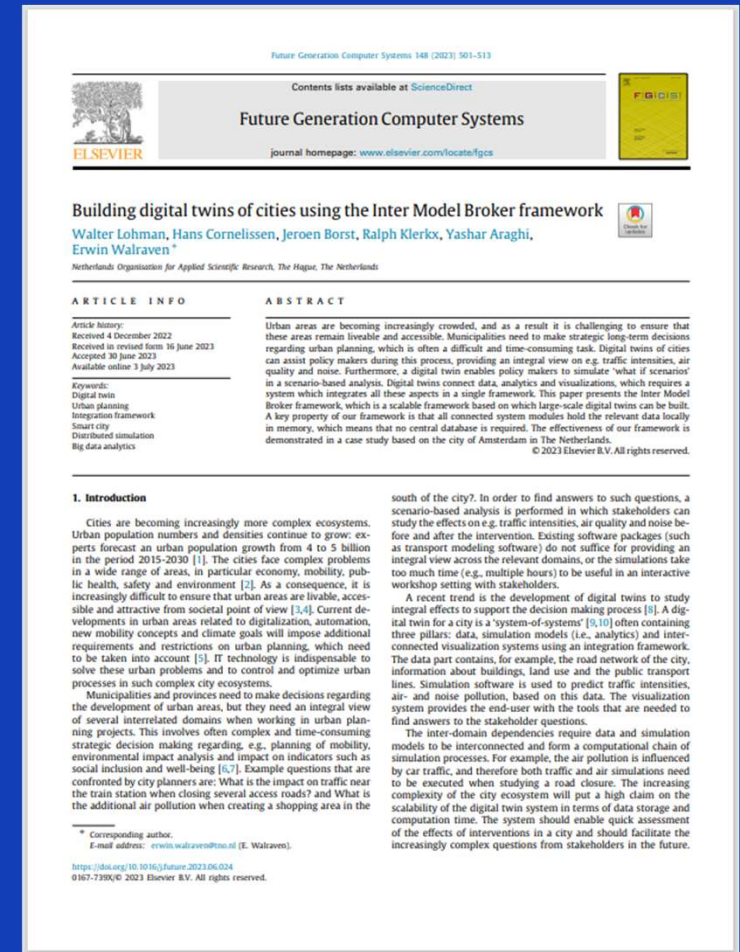 Future Generation Computer Systems 148 (2023) 501–513
Contents lists available at ScienceDirect
Future Generation Computer Systems
journal homepage: www.elsevier.com/locate/fgcs
ELSEVIER
FGCS
Building digital twins of cities using the Inter Model Broker framework
Check for
updates
Walter Lohman, Hans Cornelissen, Jeroen Borst, Ralph Klerkx, Yashar Araghi,
Erwin Walraven *
Netherlands Organisation for Applied Scientific Research, The Hague, The Netherlands
ARTICLE INFO
Article history:
Received 4 December 2022
Received in revised form 16 June 2023
Accepted 30 June 2023
Available online 3 July 2023
Keywords:
Digital twin
Urban planning
Integration framework
Smart city
Distributed simulation
Big data analytics
ABSTRACT
Urban areas are becoming increasingly crowded, and as a result it is challenging to ensure that
these areas remain liveable and accessible. Municipalities need to make strategic long-term decisions
regarding urban planning, which is often a difficult and time-consuming task. Digital twins of cities
can assist policy makers during this process, providing an integral view on e.g. traffic intensities, air
quality and noise. Furthermore, a digital twin enables policy makers to simulate 'what if scenarios'
in a scenario-based analysis. Digital twins connect data, analytics and visualizations, which requires a
system which integrates all these aspects in a single framework. This paper presents the Inter Model
Broker framework, which is a scalable framework based on which large-scale digital twins can be built.
A key property of our framework is that all connected system modules hold the relevant data locally
in memory, which means that no central database is required. The effectiveness of our framework is
demonstrated in a case study based on the city of Amsterdam in The Netherlands.
© 2023 Elsevier B.V. All rights reserved.
1. Introduction
Cities are becoming increasingly more complex ecosystems.
Urban population numbers and densities continue to grow: ex-
perts forecast an urban population growth from 4 to 5 billion
in the period 2015-2030 [1]. The cities face complex problems
in a wide range of areas, in particular economy, mobility, pub-
lic health, safety and environment [2]. As a consequence, it is
increasingly difficult to ensure that urban areas are livable, acces-
sible and attractive from societal point of view [3,4]. Current de-
velopments in urban areas related to digitalization, automation,
new mobility concepts and climate goals will impose additional
requirements and restrictions on urban planning, which need
to be taken into account [5]. IT technology is indispensable to
solve these urban problems and to control and optimize urban
processes in such complex city ecosystems.
Municipalities and provinces need to make decisions regarding
the development of urban areas, but they need an integral view
of several interrelated domains when working in urban plan-
ning projects. This involves often complex and time-consuming
strategic decision making regarding, e.g., planning of mobility,
environmental impact analysis and impact on indicators such as
social inclusion and well-being [6,7]. Example questions that are
confronted by city planners are: What is the impact on traffic near
the train station when closing several access roads? and What is
the additional air pollution when creating a shopping area in the
* Corresponding author.
E-mail address: erwin.walraven@tno.nl (E. Walraven).
south of the city?. In order to find answers to such questions, a
scenario-based analysis is performed in which stakeholders can
study the effects on e.g. traffic intensities, air quality and noise be-
fore and after the intervention. Existing software packages (such
as transport modeling software) do not suffice for providing an
integral view across the relevant domains, or the simulations take
too much time (e.g., multiple hours) to be useful in an interactive
workshop setting with stakeholders.
A recent trend is the development of digital twins to study
integral effects to support the decision making process [8]. A dig-
ital twin for a city is a 'system-of-systems' [9,10] often containing
three pillars: data, simulation models (i.e., analytics) and inter-
connected visualization systems using an integration framework.
The data part contains, for example, the road network of the city,
information about buildings, land use and the public transport
lines. Simulation software is used to predict traffic intensities,
air- and noise pollution, based on this data. The visualization
system provides the end-user with the tools that are needed to
find answers to the stakeholder questions.
The inter-domain dependencies require data and simulation
models to be interconnected and form a computational chain of
simulation processes. For example, the air pollution is influenced
by car traffic, and therefore both traffic and air simulations need
to be executed when studying a road closure. The increasing
complexity of the city ecosystem will put a high claim on the
scalability of the digital twin system in terms of data storage and
computation time. The system should enable quick assessment
of the effects of interventions in a city and should facilitate the
increasingly complex questions from stakeholders in the future.
https://doi.org/10.1016/j.future.2023.06.024
0167-739X/© 2023 Elsevier B.V. All rights reserved.